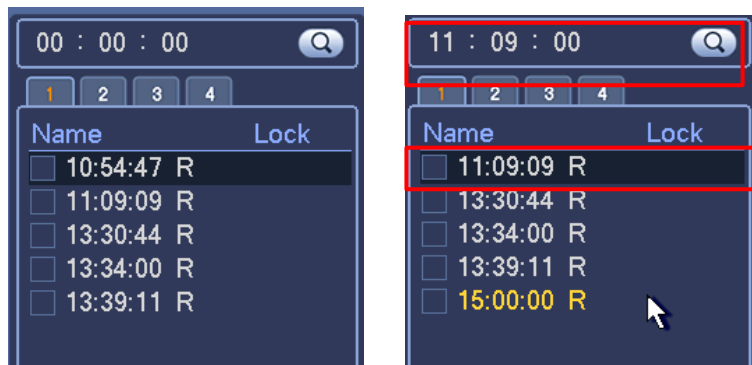 00 : 00 : 00
1 2 3 4
Name Lock
10:54:47 R
11:09:09 R
13:30:44 R
13:34:00 R
13:39:11 R
11 : 09 : 00
1 2 3 4
Name Lock
11:09:09 R
13:30:44 R
13:34:00 R
13:39:11 R
15:00:00 R